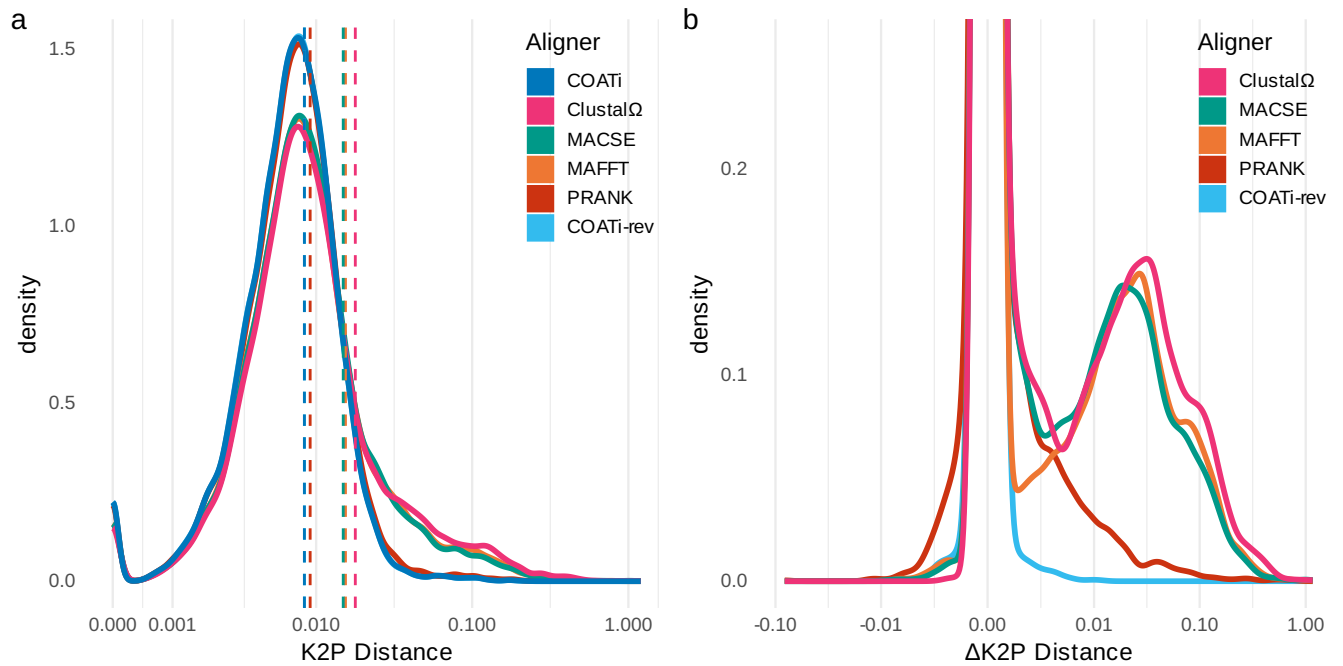 a
density
1.5
1.0
0.5
0.0
0.000 0.001 0.010 0.100 1.000
K2P Distance
Aligner
COATi
ClustalΩ
MACSE
MAFFT
PRANK
COATi-rev
b
density
0.2
0.1
0.0
-0.10 -0.01 0.00 0.01 0.10 1.00
ΔK2P Distance
Aligner
ClustalΩ
MACSE
MAFFT
PRANK
COATi-rev